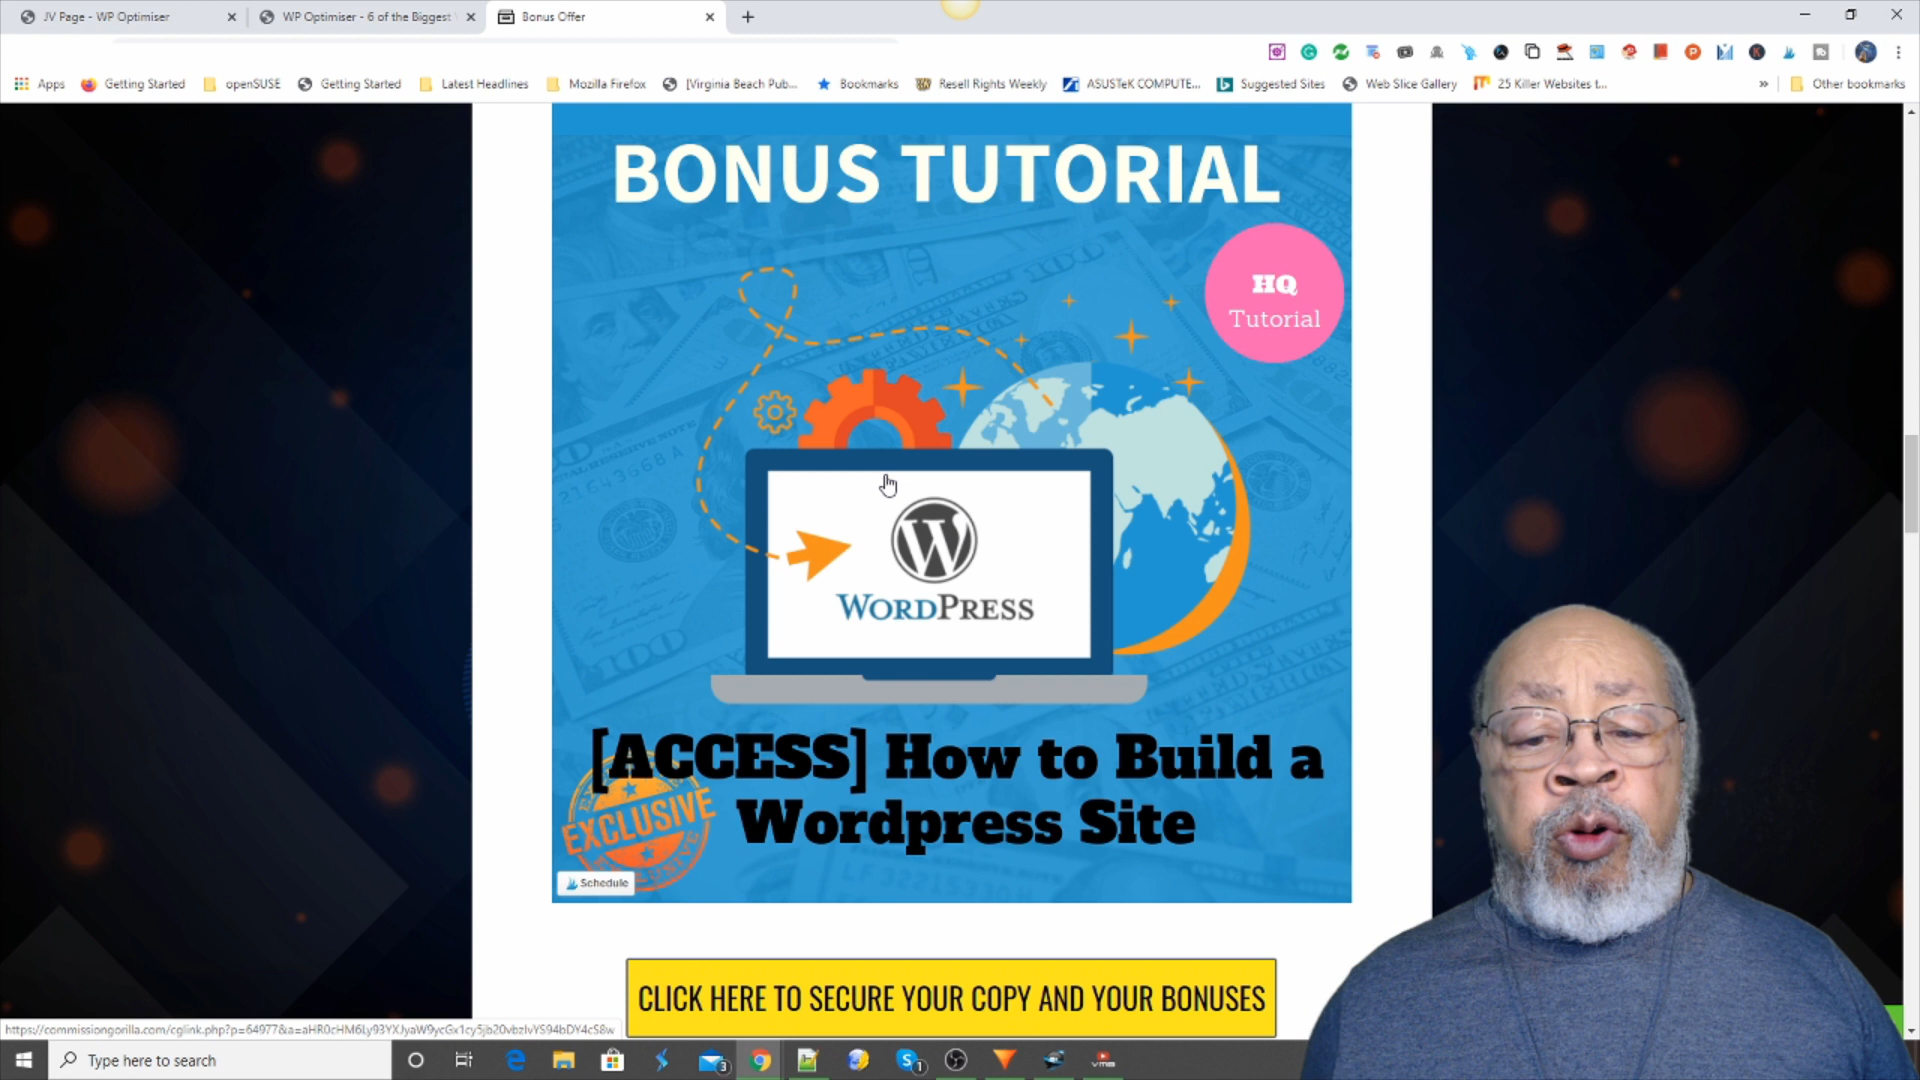 JV Page - WP Optimiser
WP Optimiser - 6 of the Biggest
Bonus Offer
Apps
Getting Started
openSUSE
Getting Started
Latest Headlines
Mozilla Firefox
[Virginia Beach Pub...
Bookmarks
Resell Rights Weekly
ASUSTeK COMPUTE...
Suggested Sites
Web Slice Gallery
25 Killer Websites t...
»
Other bookmarks
BONUS TUTORIAL
HQ
Tutorial
WORDPRESS
[ACCESS] How to Build a
Wordpress Site
EXCLUSIVE
Schedule
CLICK HERE TO SECURE YOUR COPY AND YOUR BONUSES
Type here to search
3
1